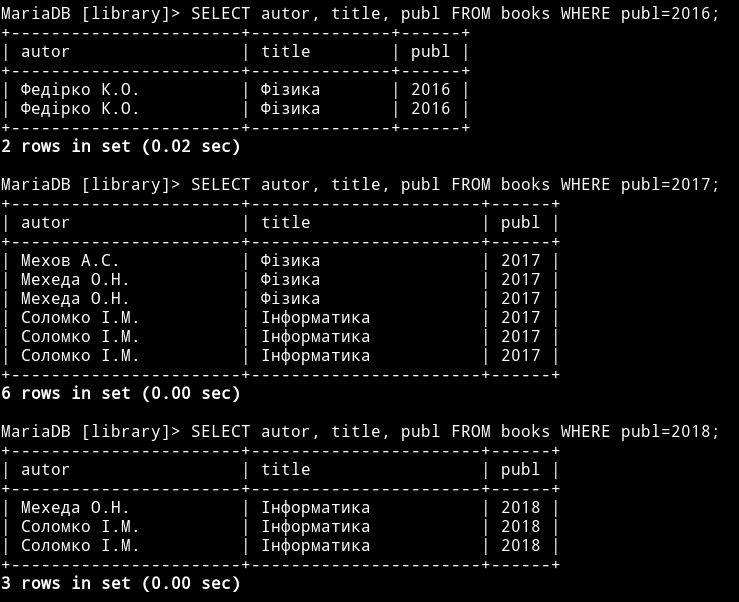 MariaDB [library]> SELECT autor, title, publ FROM books WHERE publ=2016;
+-----------------------+--------------+------+
| autor                 | title        | publ |
+-----------------------+--------------+------+
| Федірко К.О.          | Фізика       | 2016 |
| Федірко К.О.          | Фізика       | 2016 |
+-----------------------+--------------+------+
2 rows in set (0.02 sec)

MariaDB [library]> SELECT autor, title, publ FROM books WHERE publ=2017;
+-----------------------+-----------------------+------+
| autor                 | title                 | publ |
+-----------------------+-----------------------+------+
| Мехов А.С.            | Фізика                | 2017 |
| Мехеда О.Н.           | Фізика                | 2017 |
| Мехеда О.Н.           | Фізика                | 2017 |
| Соломко І.М.          | Інформатика           | 2017 |
| Соломко І.М.          | Інформатика           | 2017 |
| Соломко І.М.          | Інформатика           | 2017 |
+-----------------------+-----------------------+------+
6 rows in set (0.00 sec)

MariaDB [library]> SELECT autor, title, publ FROM books WHERE publ=2018;
+-----------------------+-----------------------+------+
| autor                 | title                 | publ |
+-----------------------+-----------------------+------+
| Мехеда О.Н.           | Інформатика           | 2018 |
| Соломко І.М.          | Інформатика           | 2018 |
| Соломко І.М.          | Інформатика           | 2018 |
+-----------------------+-----------------------+------+
3 rows in set (0.00 sec)